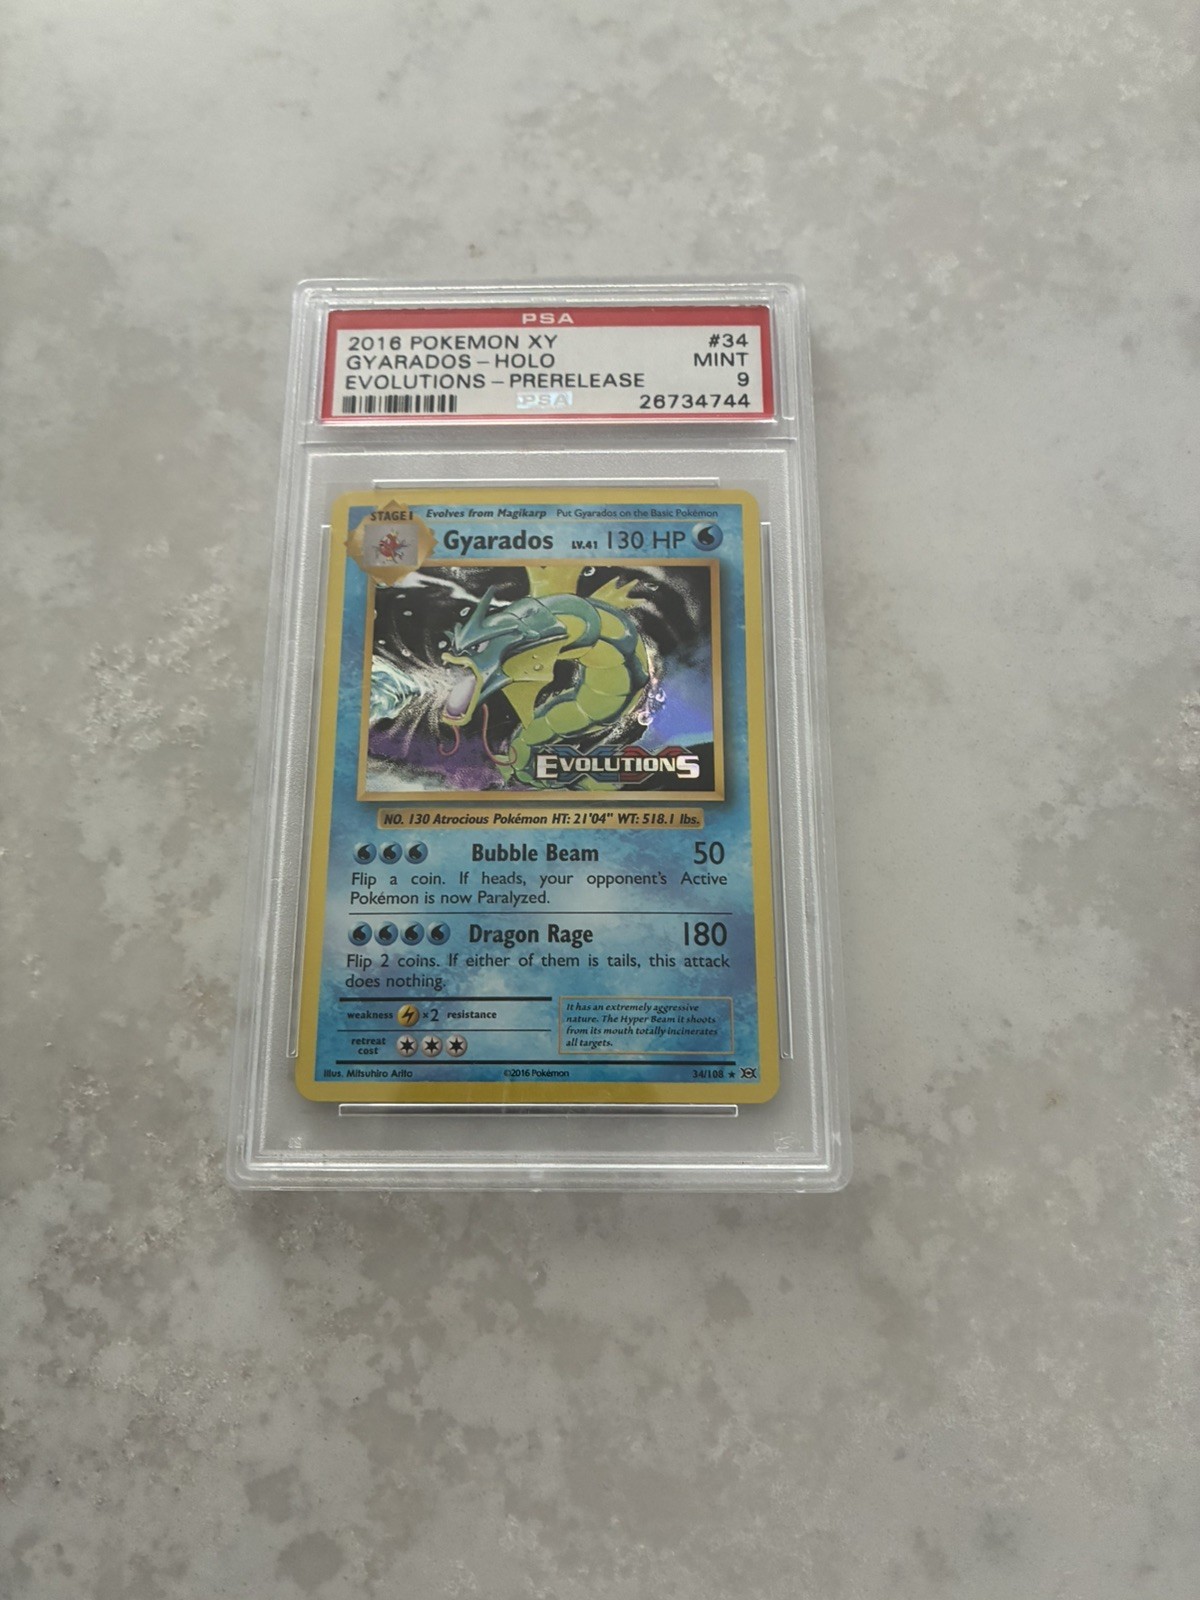 PSA
2016 POKEMON XY #34
GYARADOS - HOLO MINT
EVOLUTIONS - PRERELEASE 9
PSA 26734744
STAGE 1 Evolves from Magikarp Put Gyarados on the Basic Pokémon
Gyarados LV.41 130 HP
EVOLUTIONS
NO. 130 Atrocious Pokémon HT: 21'04" WT: 518.1 lbs.
Bubble Beam 50
Flip a coin. If heads, your opponent's Active
Pokémon is now Paralyzed.
Dragon Rage 180
Flip 2 coins. If either of them is tails, this attack
does nothing.
weakness ×2 resistance
retreat
cost
It has an extremely aggressive
nature. The Hyper Beam it shoots
from its mouth totally incinerates
all targets.
Illus. Mitsuhiro Arita ©2016 Pokémon 34/108 ★